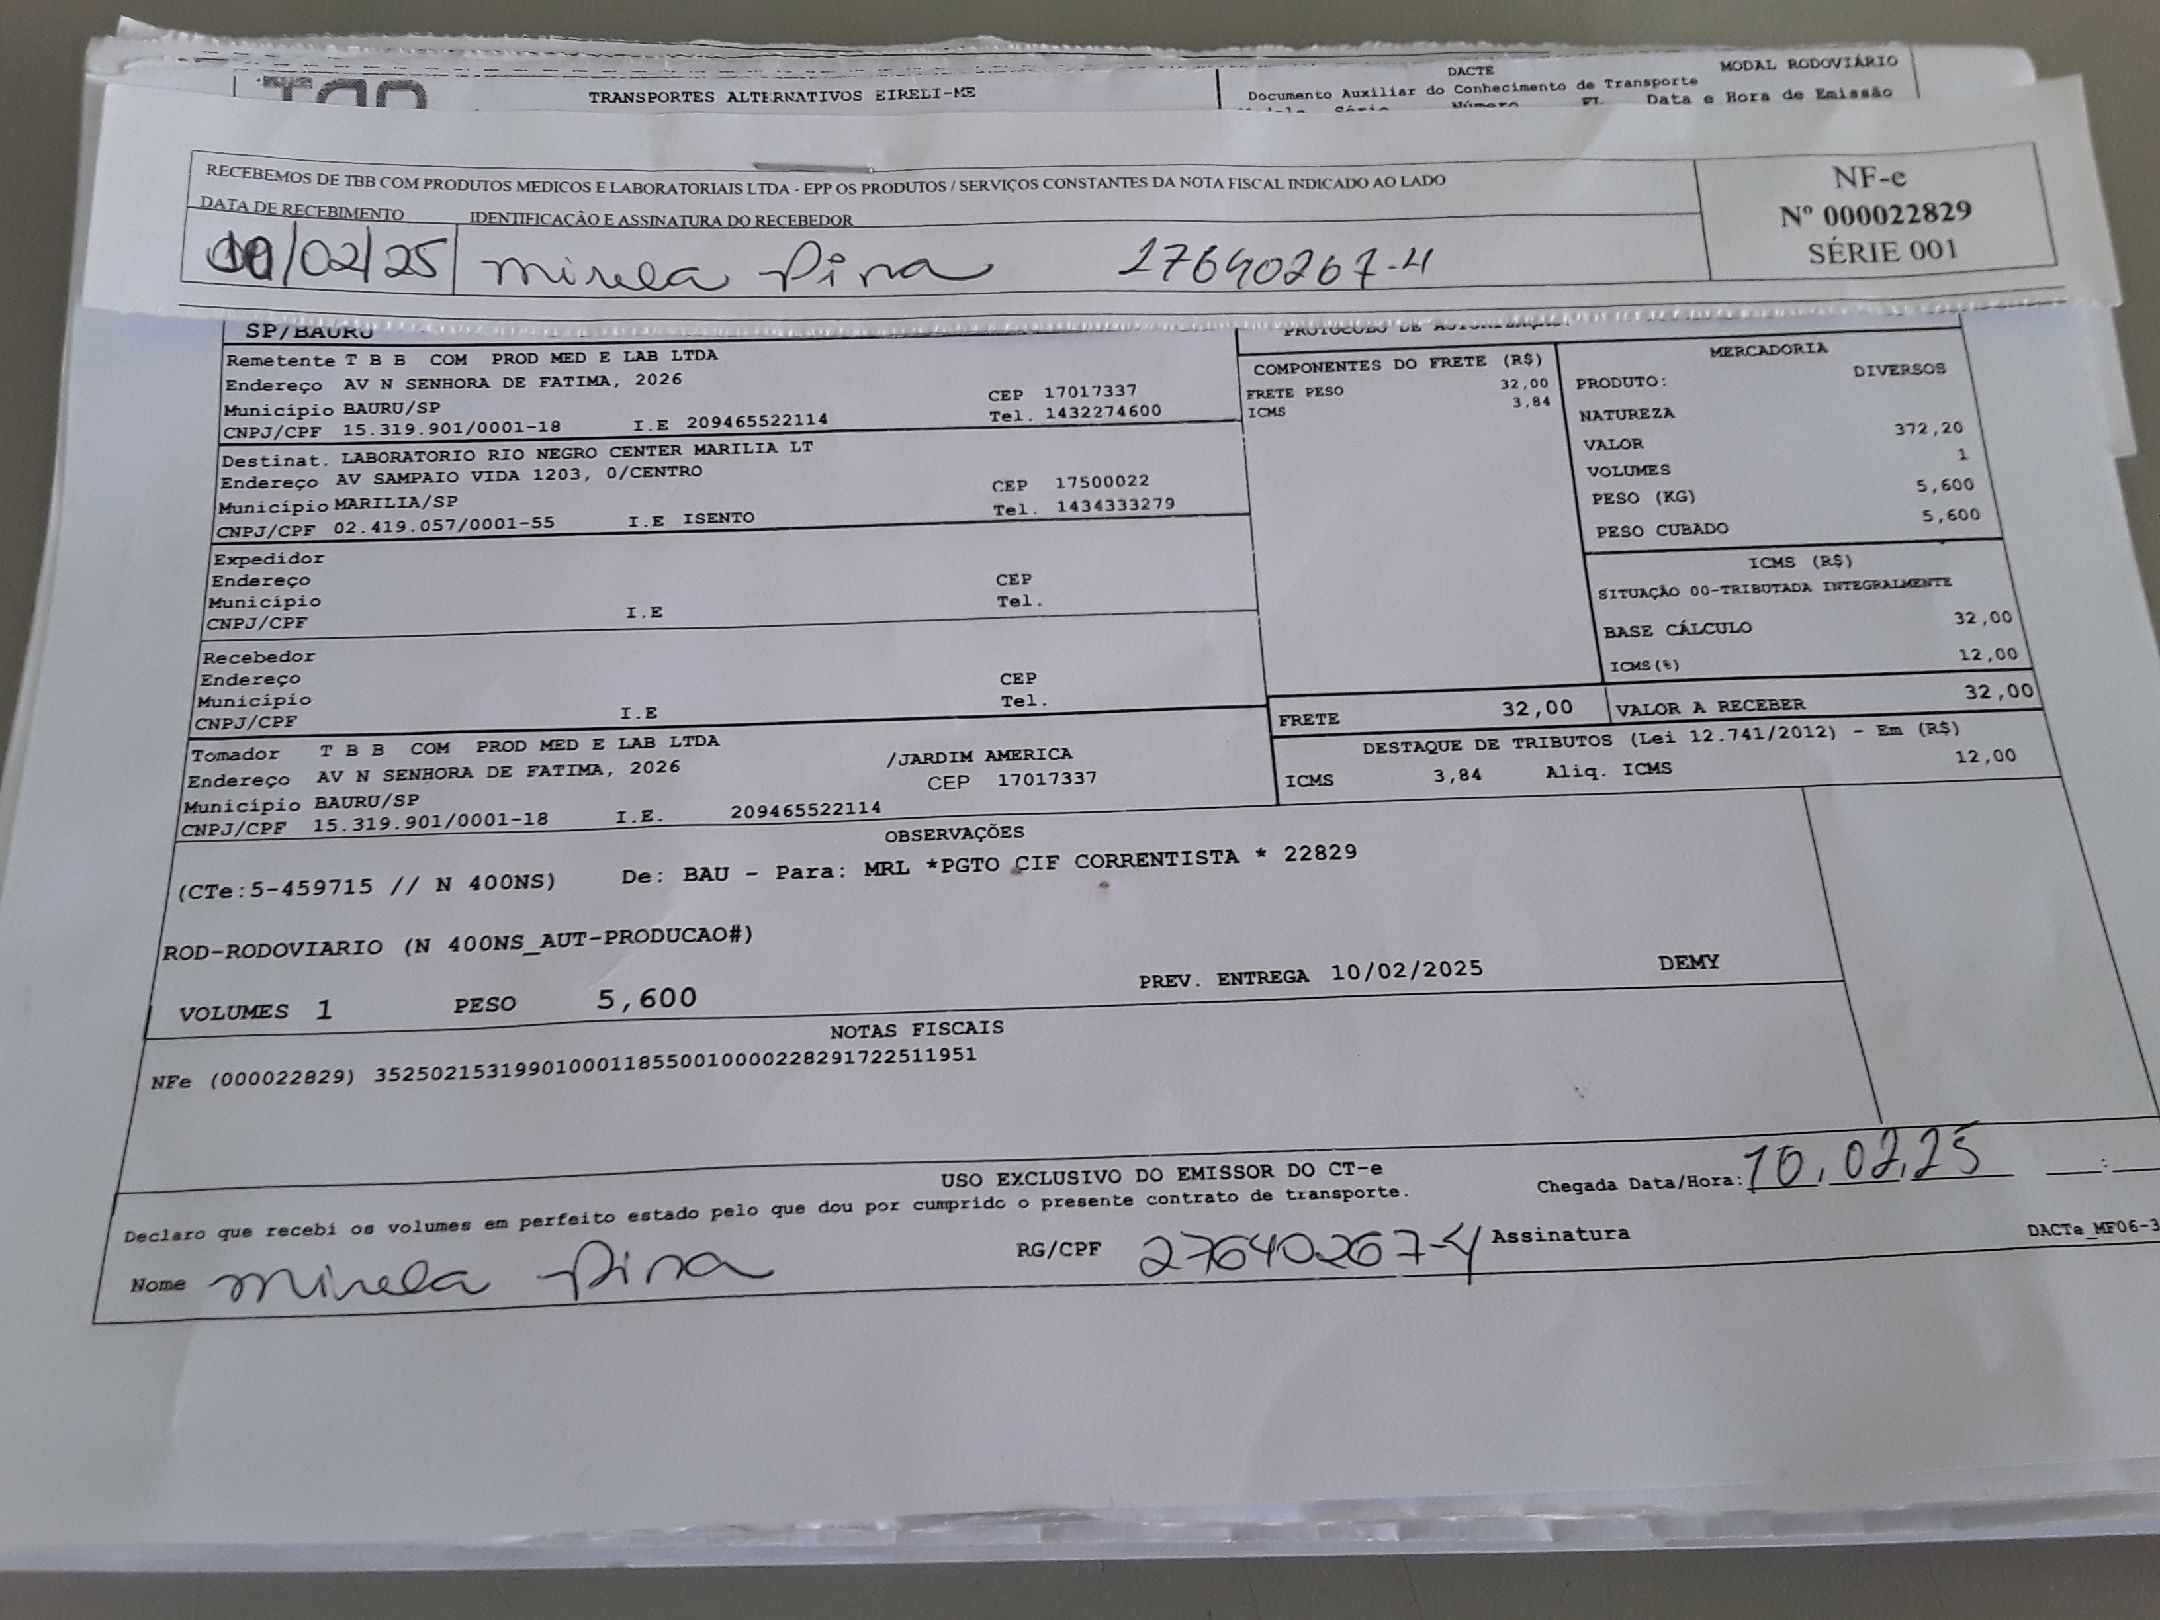 TRANSPORTES ALTERNATIVOS EIRELI-ME
DACTE
MODAL RODOVIÁRIO
Documento Auxiliar do Conhecimento de Transporte
Data e Hora de Emissão
RECEBEMOS DE TBB COM PRODUTOS MEDICOS E LABORATORIAIS LTDA - EPP OS PRODUTOS / SERVIÇOS CONSTANTES DA NOTA FISCAL INDICADO AO LADO
DATA DE RECEBIMENTO IDENTIFICAÇÃO E ASSINATURA DO RECEBEDOR
10/02/25 Mirela Pina 27640267-4
NF-e
Nº 000022829
SÉRIE 001
SP/BAURU
Remetente T B B COM PROD MED E LAB LTDA
Endereço AV N SENHORA DE FATIMA, 2026
CEP 17017337
Município BAURU/SP
Tel. 1432274600
CNPJ/CPF 15.319.901/0001-18 I.E 209465522114
Destinat. LABORATORIO RIO NEGRO CENTER MARILIA LT
Endereço AV SAMPAIO VIDA 1203, 0/CENTRO
CEP 17500022
Município MARILIA/SP
Tel. 1434333279
CNPJ/CPF 02.419.057/0001-55 I.E ISENTO
Expedidor
Endereço CEP
Município Tel.
CNPJ/CPF I.E
Recebedor
Endereço CEP
Município Tel.
CNPJ/CPF I.E
Tomador T B B COM PROD MED E LAB LTDA
/JARDIM AMERICA
Endereço AV N SENHORA DE FATIMA, 2026 CEP 17017337
Município BAURU/SP
CNPJ/CPF 15.319.901/0001-18 I.E. 209465522114
PROTOCOLO DE AUTORIZAÇÃO:
COMPONENTES DO FRETE (R$)
FRETE PESO 32,00
ICMS 3,84
MERCADORIA
PRODUTO: DIVERSOS
NATUREZA
VALOR 372,20
VOLUMES 1
PESO (KG) 5,600
PESO CUBADO 5,600
ICMS (R$)
SITUAÇÃO 00-TRIBUTADA INTEGRALMENTE
BASE CÁLCULO 32,00
ICMS(%) 12,00
FRETE 32,00 VALOR A RECEBER 32,00
DESTAQUE DE TRIBUTOS (Lei 12.741/2012) - Em (R$)
ICMS 3,84 Aliq. ICMS 12,00
OBSERVAÇÕES
(CTe:5-459715 // N 400NS) De: BAU - Para: MRL *PGTO CIF CORRENTISTA * 22829
ROD-RODOVIARIO (N 400NS_AUT-PRODUCAO#)
VOLUMES 1 PESO 5,600 PREV. ENTREGA 10/02/2025 DEMY
NOTAS FISCAIS
NFe (000022829) 35250215319901000118550010000228291722511951
USO EXCLUSIVO DO EMISSOR DO CT-e
Declaro que recebi os volumes em perfeito estado pelo que dou por cumprido o presente contrato de transporte.
Chegada Data/Hora: 10.02.25 :
Nome Mirela Pina RG/CPF 27640267-4 Assinatura
DACTe_MF06-3